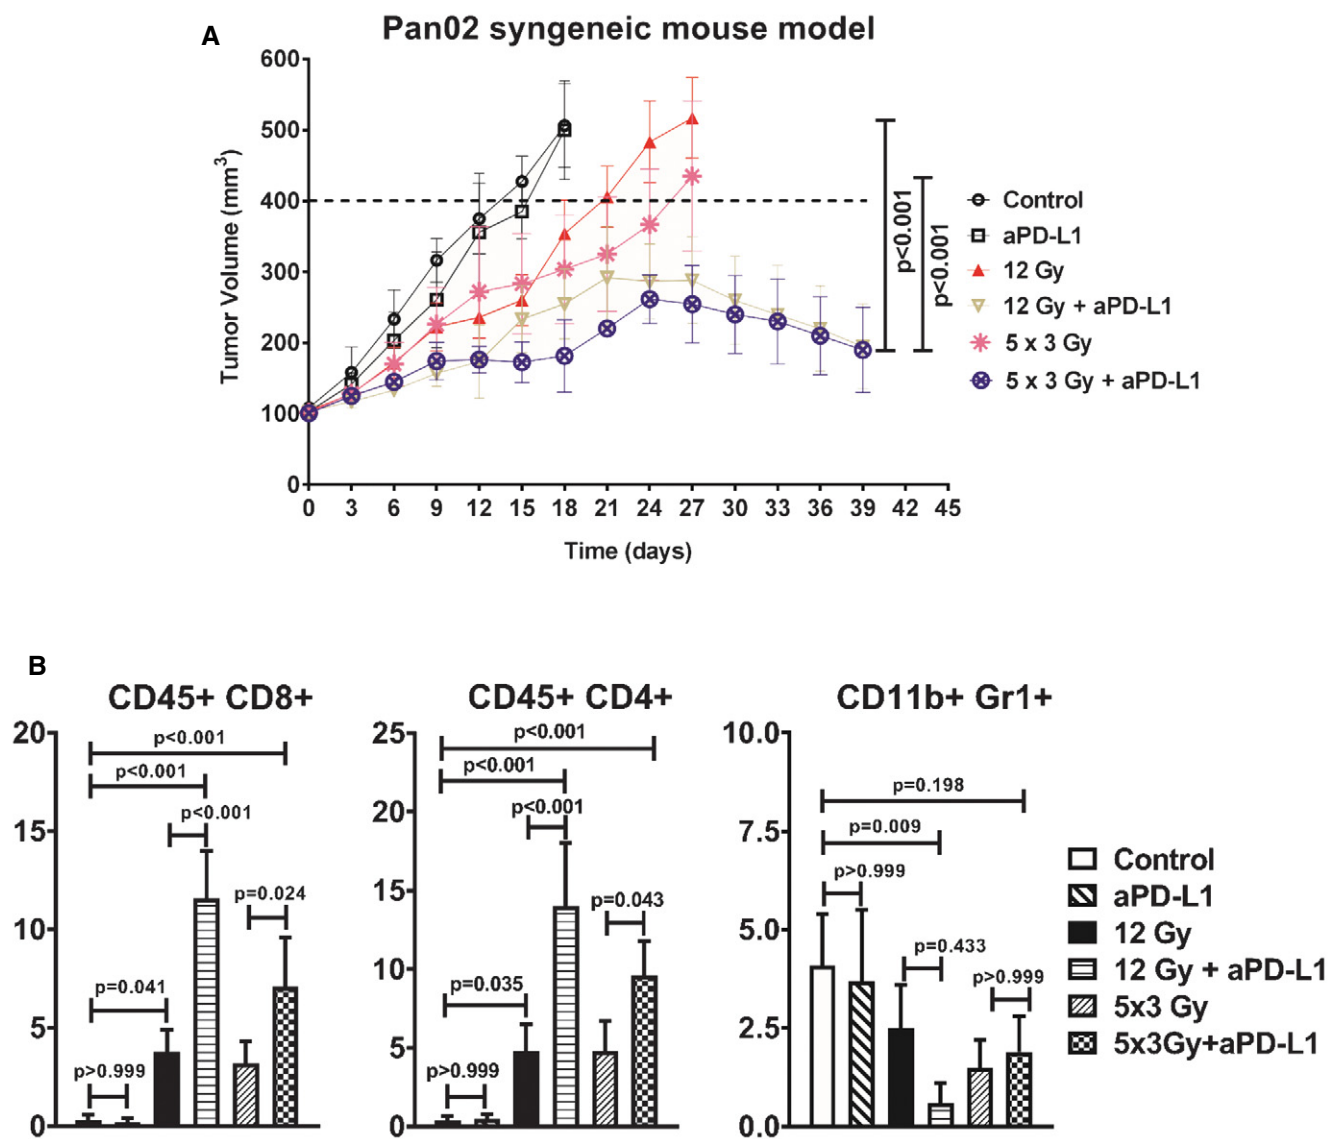 A
Pan02 syngeneic mouse model
600
500
400
300
200
100
0
Tumor Volume (mm³)
0 3 6 9 12 15 18 21 24 27 30 33 36 39 42 45
Time (days)
p<0.001
p<0.001
Control
aPD-L1
12 Gy
12 Gy + aPD-L1
5 x 3 Gy
5 x 3 Gy + aPD-L1
B
CD45+ CD8+
20
15
10
5
0
p<0.001
p<0.001
p<0.001
p=0.024
p=0.041
p>0.999
CD45+ CD4+
25
20
15
10
5
0
p<0.001
p<0.001
p<0.001
p=0.043
p=0.035
p>0.999
CD11b+ Gr1+
10.0
7.5
5.0
2.5
0.0
p=0.198
p=0.009
p>0.999
p=0.433
p>0.999
Control
aPD-L1
12 Gy
12 Gy + aPD-L1
5x3 Gy
5x3Gy+aPD-L1